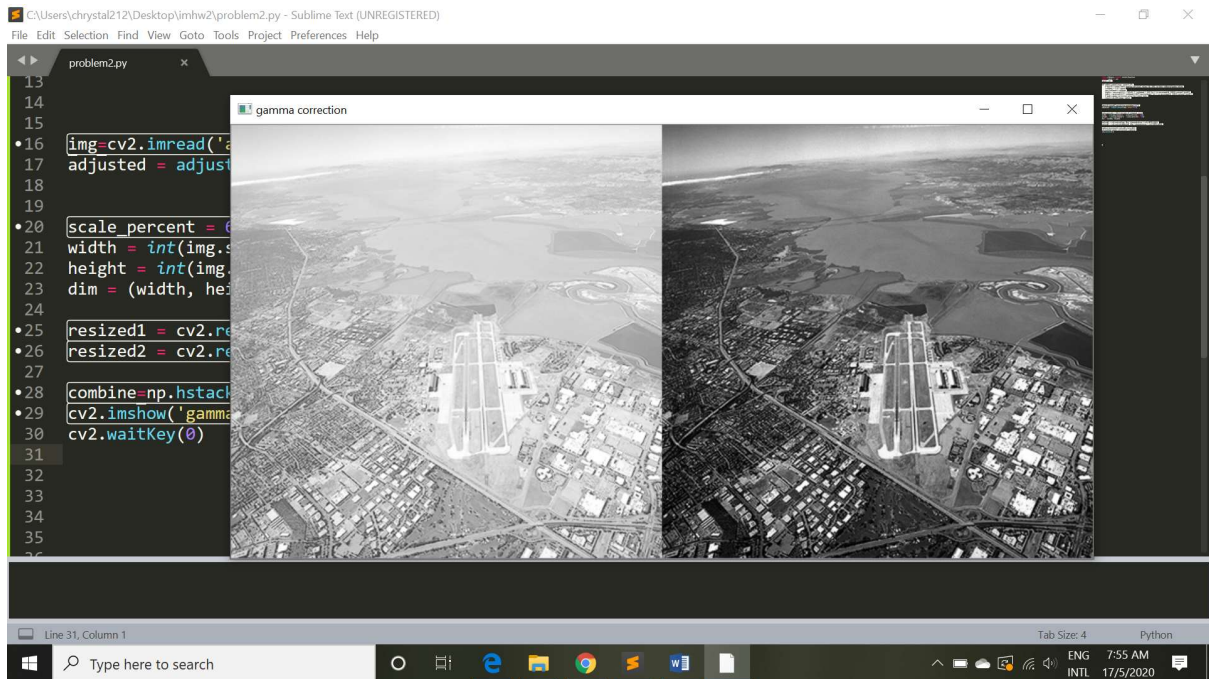 C:\Users\chrystal212\Desktop\imhw2\problem2.py - Sublime Text (UNREGISTERED)
File Edit Selection Find View Goto Tools Project Preferences Help
problem2.py
13
14
15
16 img=cv2.imread('a
17 adjusted = adjust
18
19
20 scale_percent = 6
21 width = int(img.s
22 height = int(img.
23 dim = (width, hei
24
25 resized1 = cv2.re
26 resized2 = cv2.re
27
28 combine=np.hstack
29 cv2.imshow('gamma
30 cv2.waitKey(0)
31
32
33
34
35
36
gamma correction
Line 31, Column 1 Tab Size: 4 Python
Type here to search
ENG 7:55 AM
INTL 17/5/2020